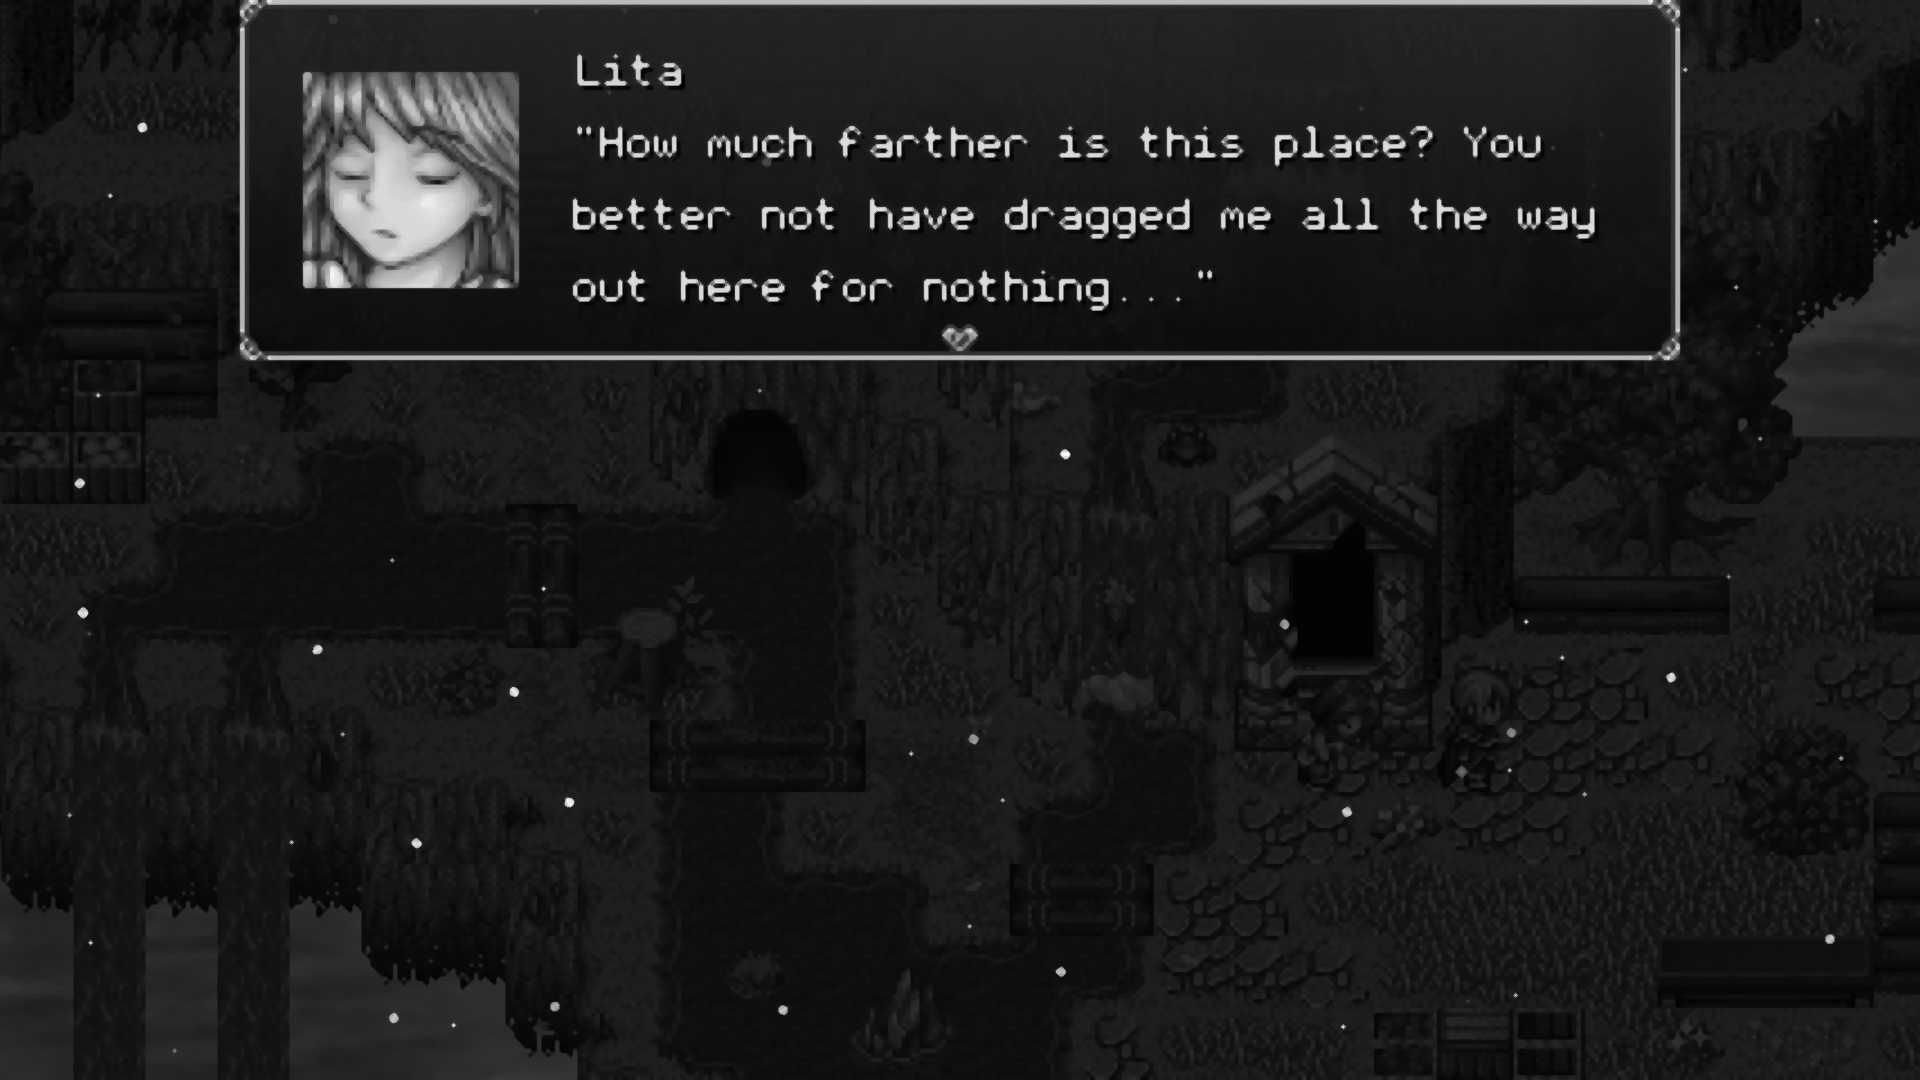 Lita
"How much farther is this place? You
better not have dragged me all the way
out here for nothing..."